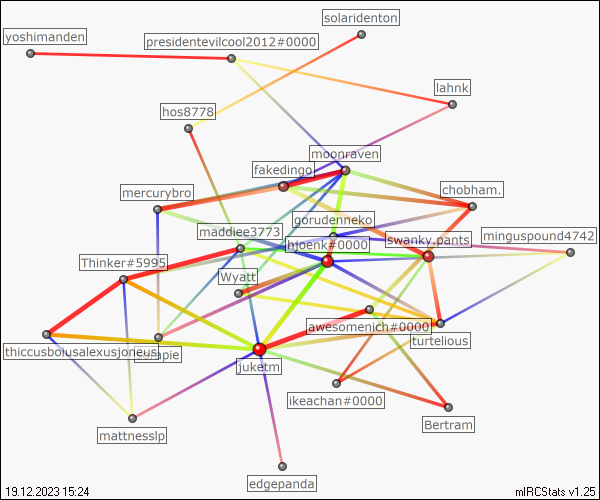 solaridenton
yoshimanden
presidentevilcool2012#0000
lahnk
hos8778
moonraven
fakedingo
mercurybro
chobham.
gorudenneko
maddiee3773
hjoenk#0000
swanky.pants
minguspound4742
Thinker#5995
Wyatt
awesomenich#0000
turtelious
thiccusboiusalexusjoneus
juketm
ikeachan#0000
Bertram
mattnesslp
edgepanda
19.12.2023 15:24
mIRCStats v1.25